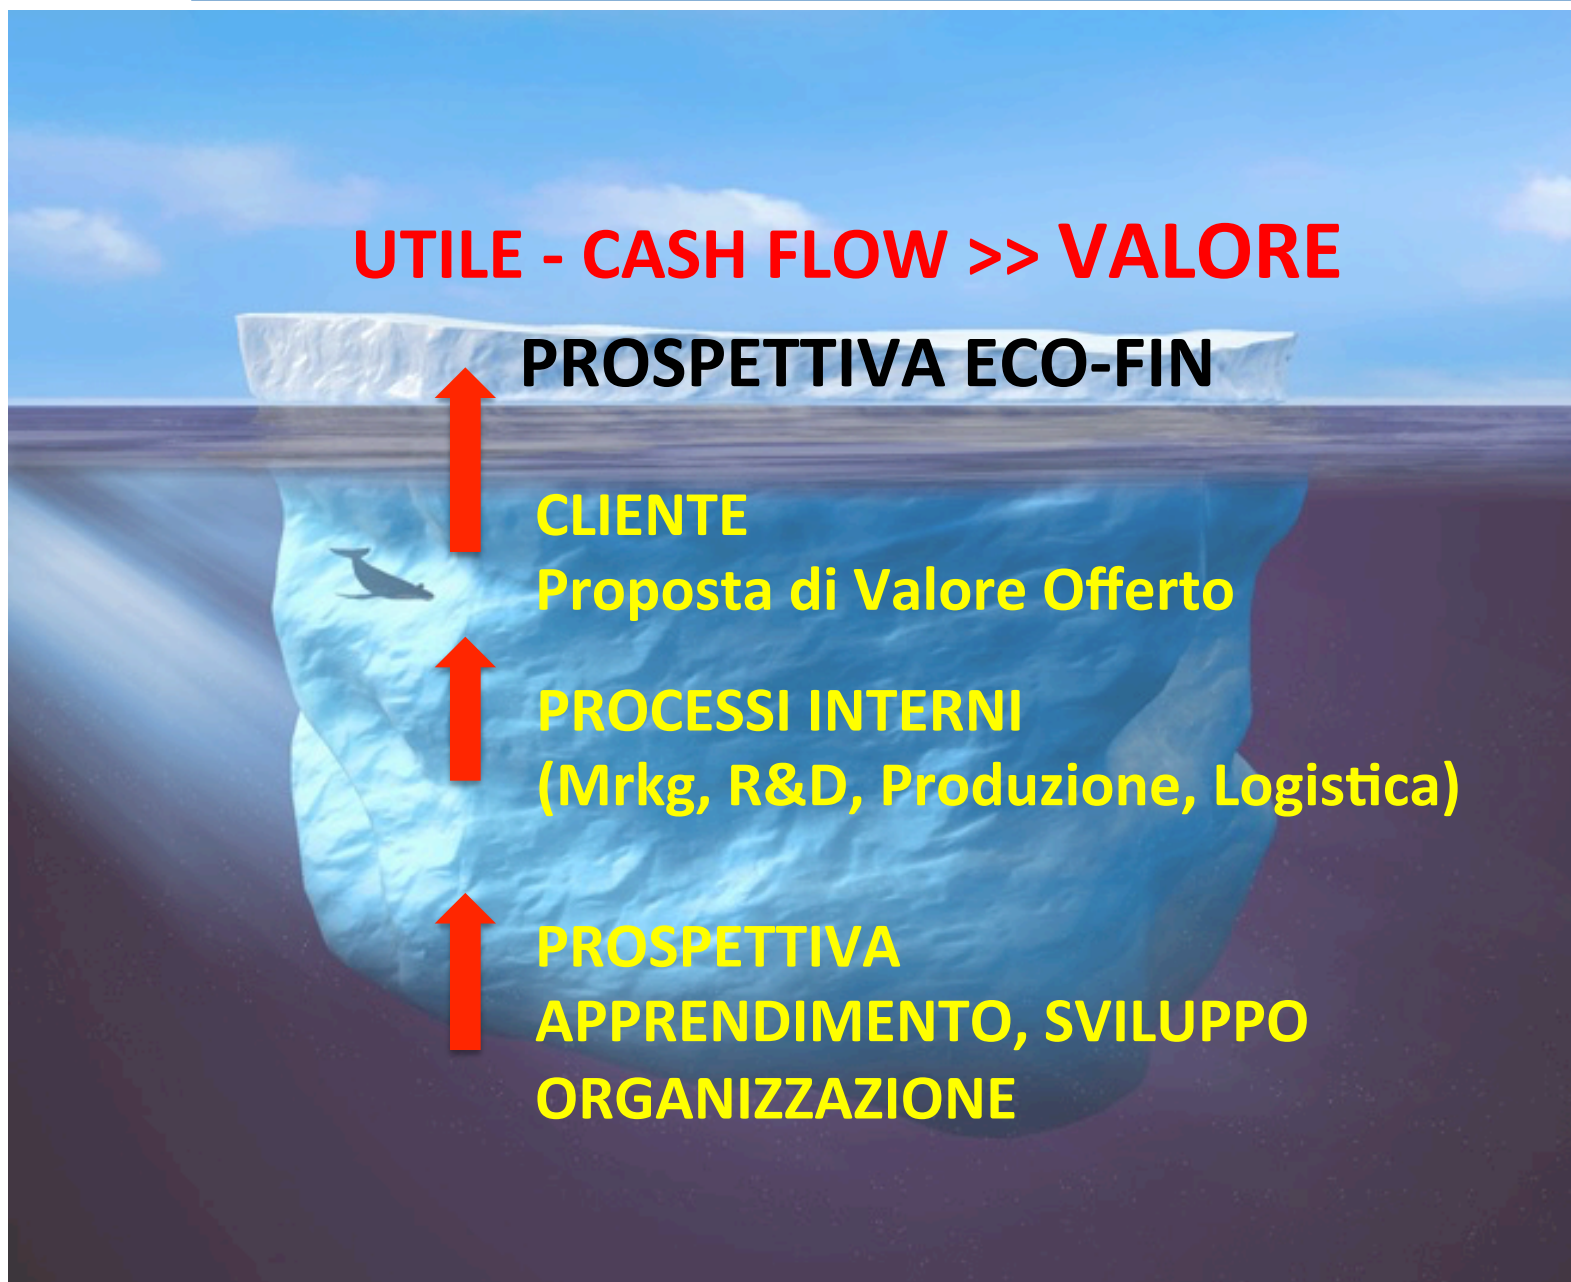 UTILE - CASH FLOW >> VALORE
PROSPETTIVA ECO-FIN
CLIENTE
Proposta di Valore Offerto
PROCESSI INTERNI
(Mrkg, R&D, Produzione, Logistica)
PROSPETTIVA
APPRENDIMENTO, SVILUPPO
ORGANIZZAZIONE